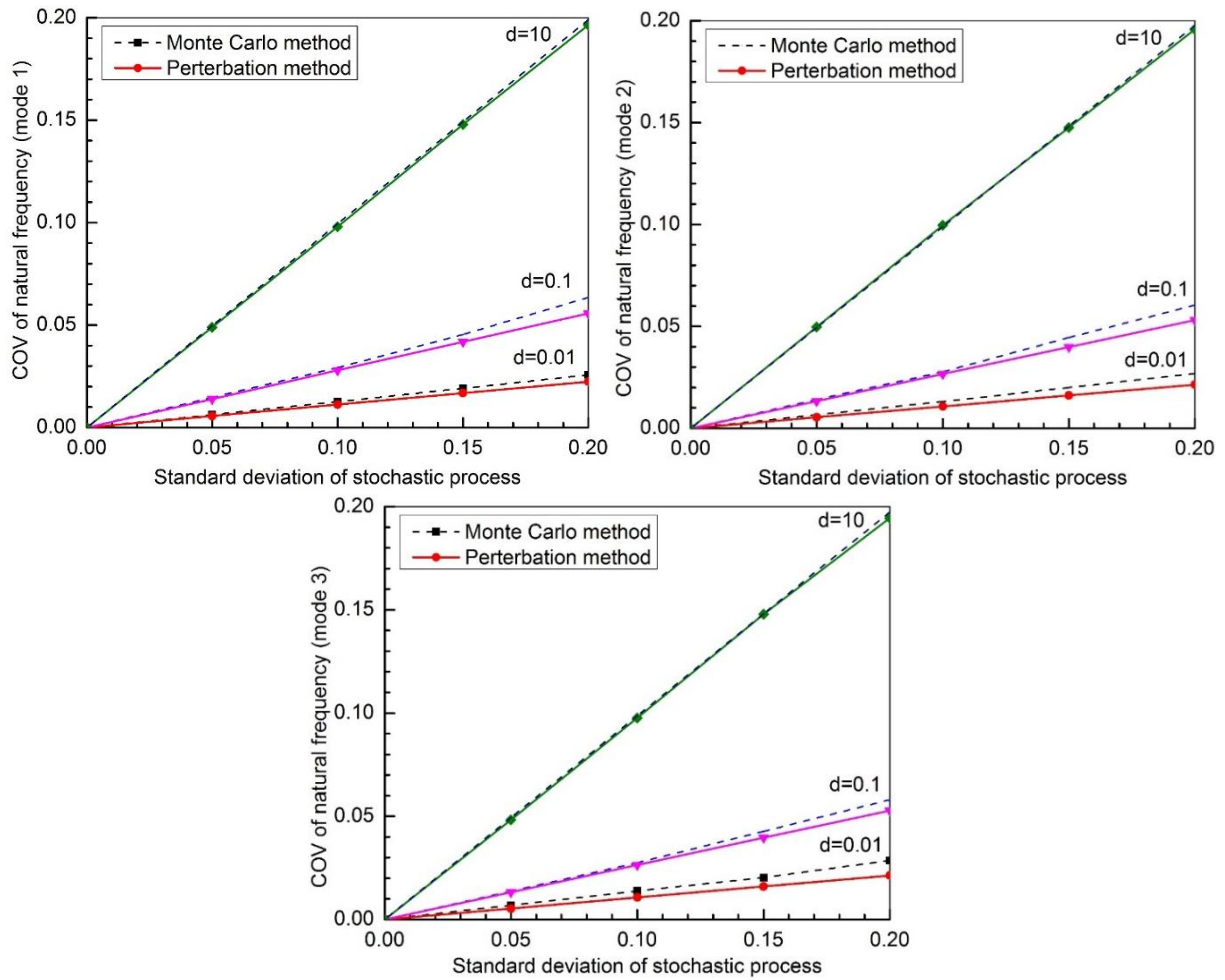 COV of natural frequency (mode 1)
0.20
0.15
0.10
0.05
0.00
Monte Carlo method
Perterbation method
d=10
d=0.1
d=0.01
0.00 0.05 0.10 0.15 0.20
Standard deviation of stochastic process
COV of natural frequency (mode 2)
0.20
0.15
0.10
0.05
0.00
Monte Carlo method
Perterbation method
d=10
d=0.1
d=0.01
0.00 0.05 0.10 0.15 0.20
Standard deviation of stochastic process
COV of natural frequency (mode 3)
0.20
0.15
0.10
0.05
0.00
Monte Carlo method
Perterbation method
d=10
d=0.1
d=0.01
0.00 0.05 0.10 0.15 0.20
Standard deviation of stochastic process